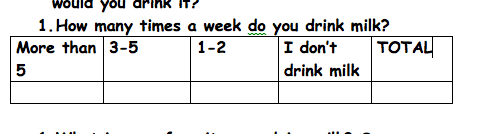 would you drink it?
1. How many times a week do you drink milk?
More than 5 3-5 1-2 I don't drink milk TOTAL